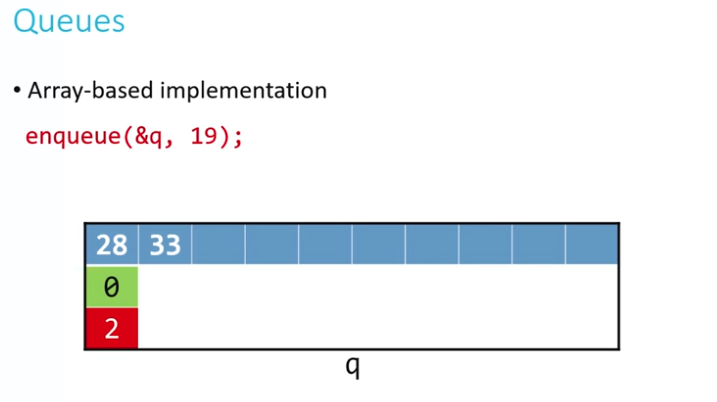 Queues
• Array-based implementation
enqueue(&q, 19);
28 33
0
2
q